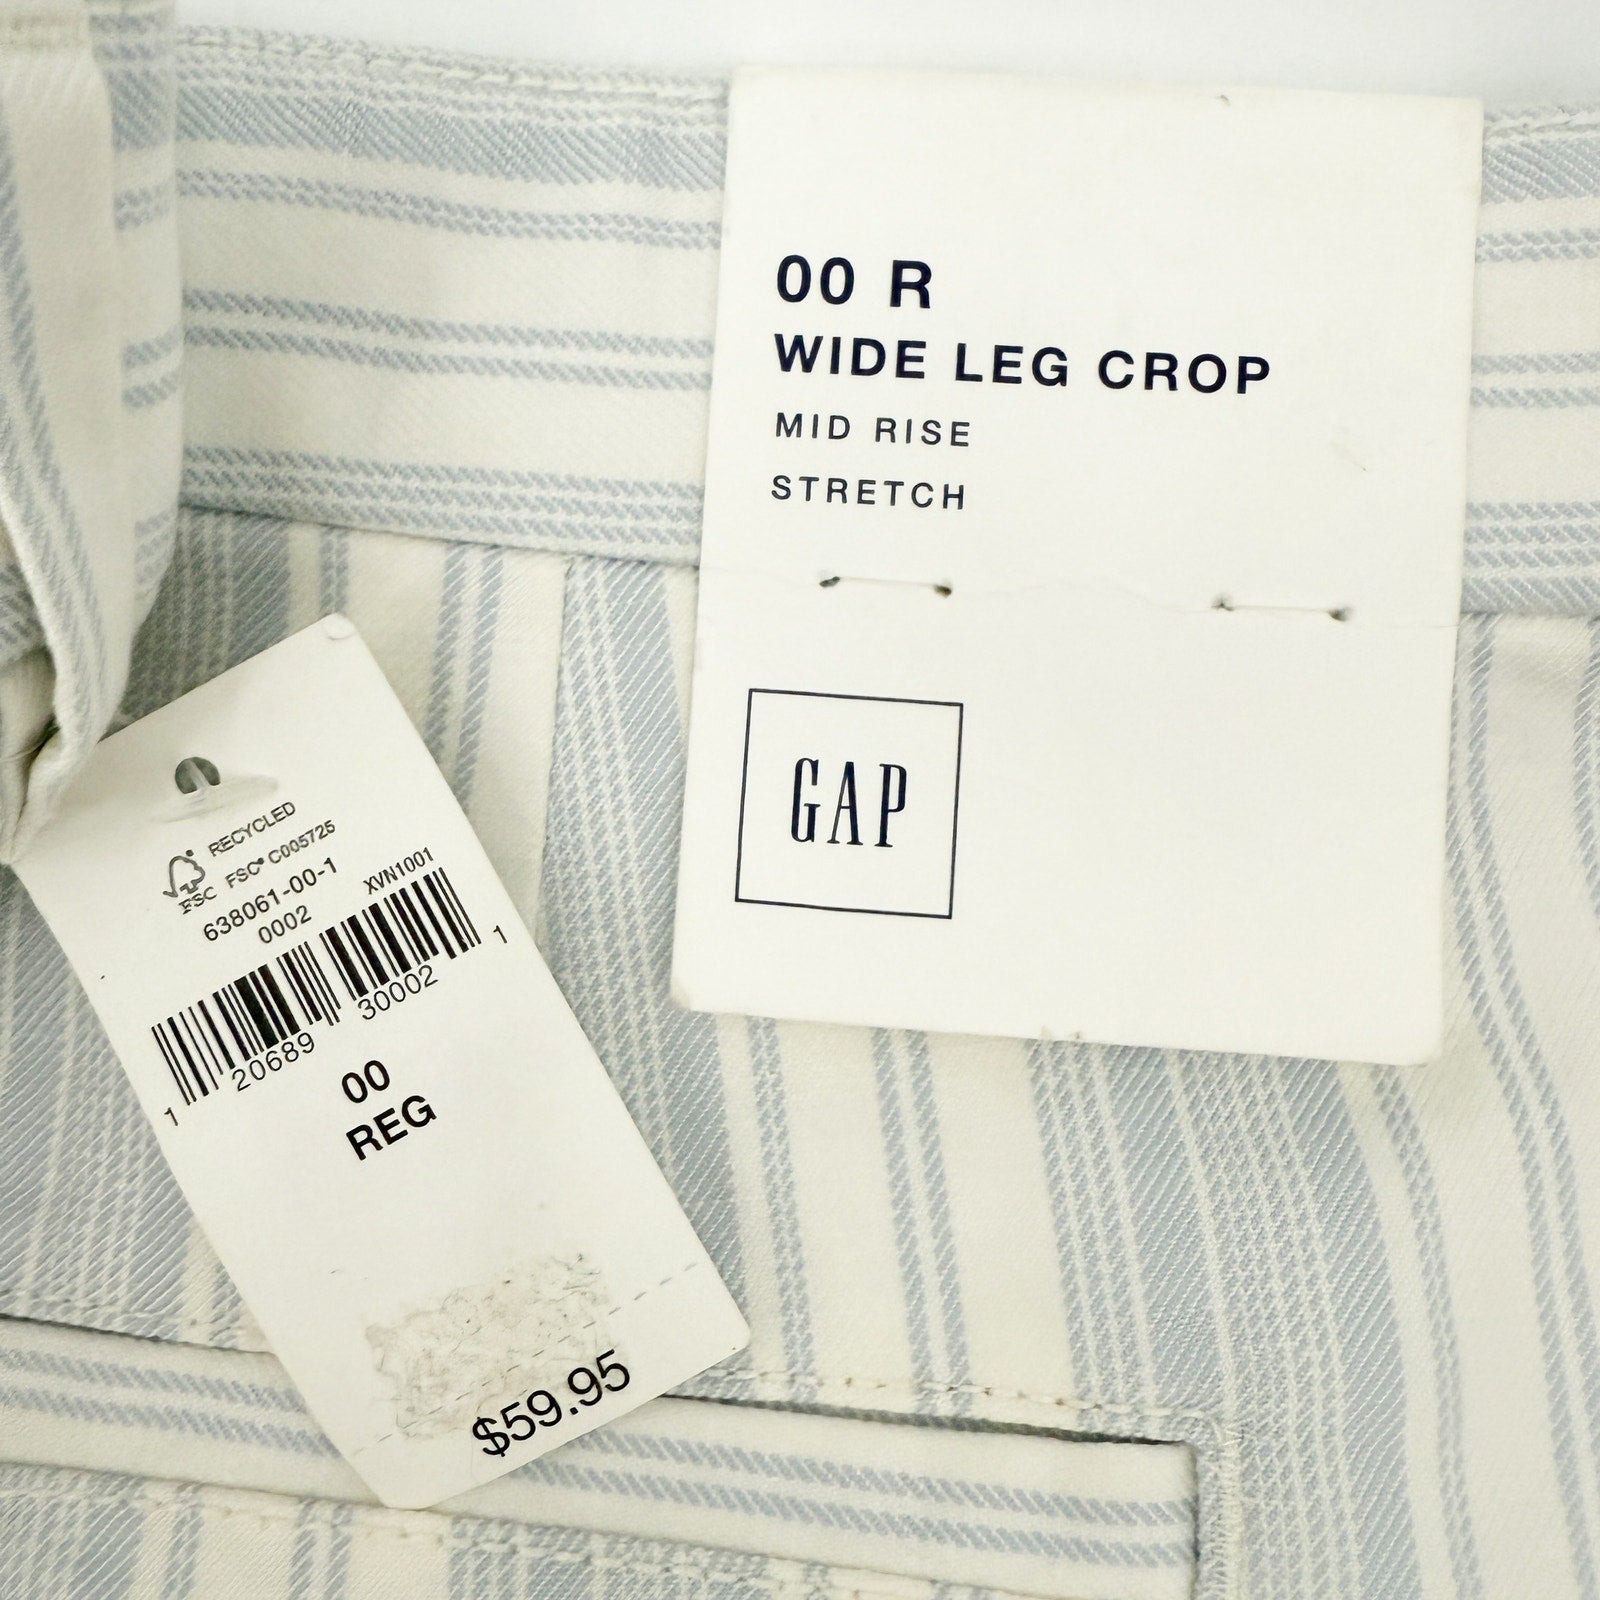 00 R
WIDE LEG CROP
MID RISE
STRETCH
GAP
RECYCLED
FSC FSC® C005725
638061-00-1 XVN1001
0002
1 20689 30002 1
00
REG
$59.95